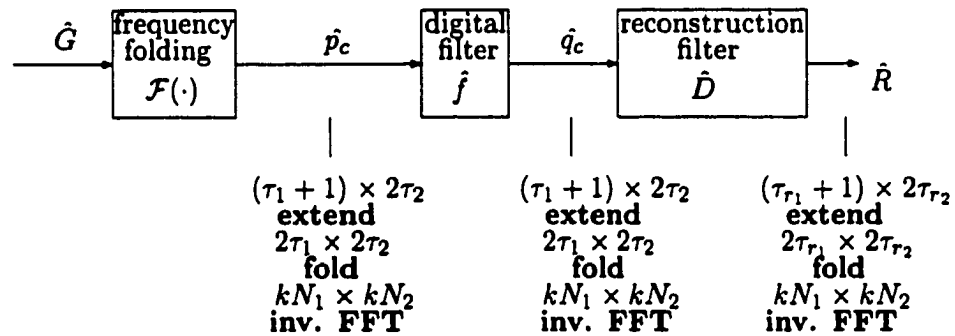 Ĝ
frequency
folding
𝓕(·)
p̂_c
digital
filter
f̂
q̂_c
reconstruction
filter
D̂
R̂
(τ₁ + 1) × 2τ₂
extend
2τ₁ × 2τ₂
fold
kN₁ × kN₂
inv. FFT
(τ₁ + 1) × 2τ₂
extend
2τ₁ × 2τ₂
fold
kN₁ × kN₂
inv. FFT
(τ_{r₁} + 1) × 2τ_{r₂}
extend
2τ_{r₁} × 2τ_{r₂}
fold
kN₁ × kN₂
inv. FFT